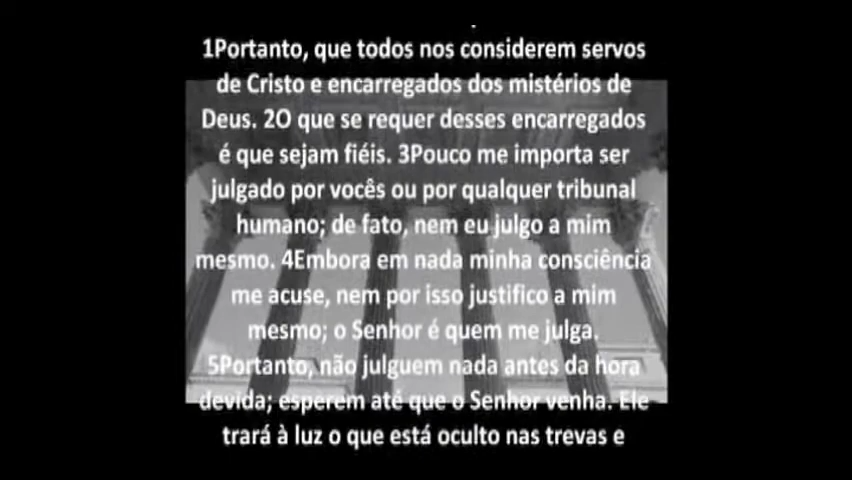 1Portanto, que todos nos considerem servos
de Cristo e encarregados dos mistérios de
Deus. 2O que se requer desses encarregados
é que sejam fiéis. 3Pouco me importa ser
julgado por vocês ou por qualquer tribunal
humano; de fato, nem eu julgo a mim
mesmo. 4Embora em nada minha consciência
me acuse, nem por isso justifico a mim
mesmo; o Senhor é quem me julga.
5Portanto, não julguem nada antes da hora
devida; esperem até que o Senhor venha. Ele
trará à luz o que está oculto nas trevas e